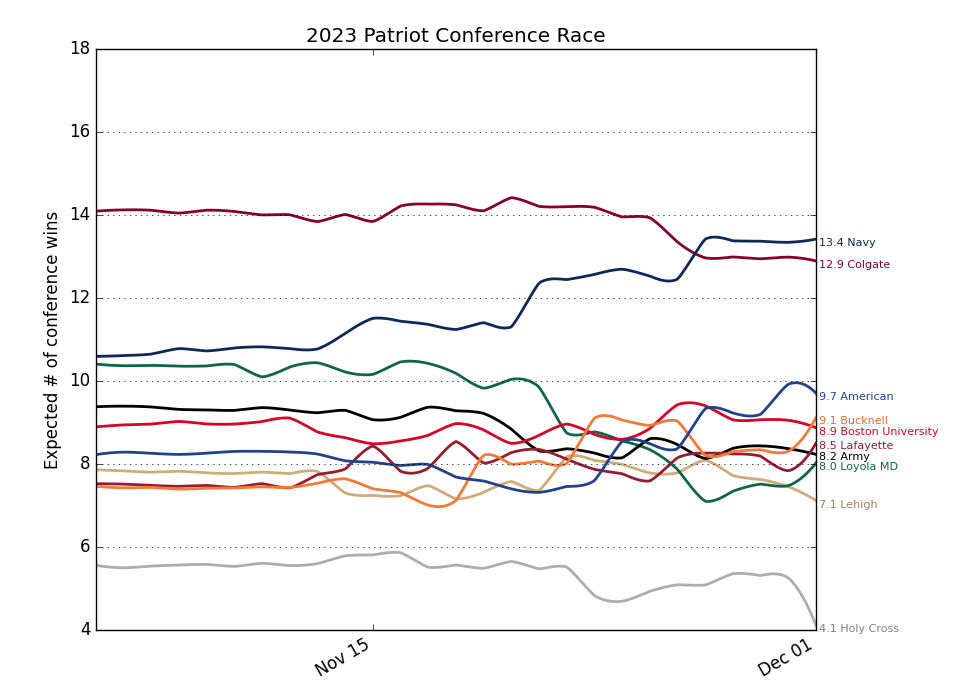 2023 Patriot Conference Race
Expected # of conference wins
18
16
14
12
10
8
6
4
13.4 Navy
12.9 Colgate
9.7 American
9.1 Bucknell
8.9 Boston University
8.5 Lafayette
8.2 Army
8.0 Loyola MD
7.1 Lehigh
4.1 Holy Cross
Nov 15
Dec 01